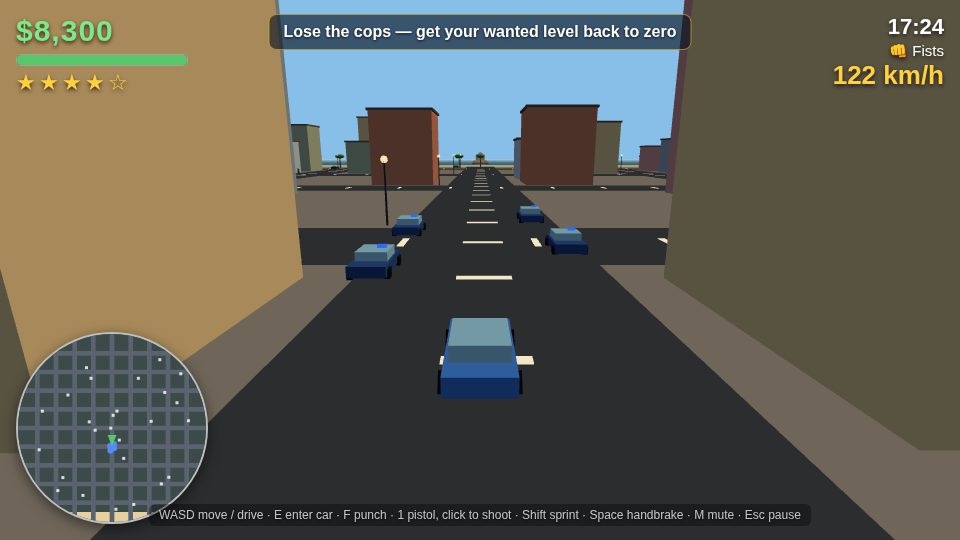 $8,300
★★★★☆
Lose the cops — get your wanted level back to zero
17:24
👊 Fists
122 km/h
WASD move / drive · E enter car · F punch · 1 pistol, click to shoot · Shift sprint · Space handbrake · M mute · Esc pause